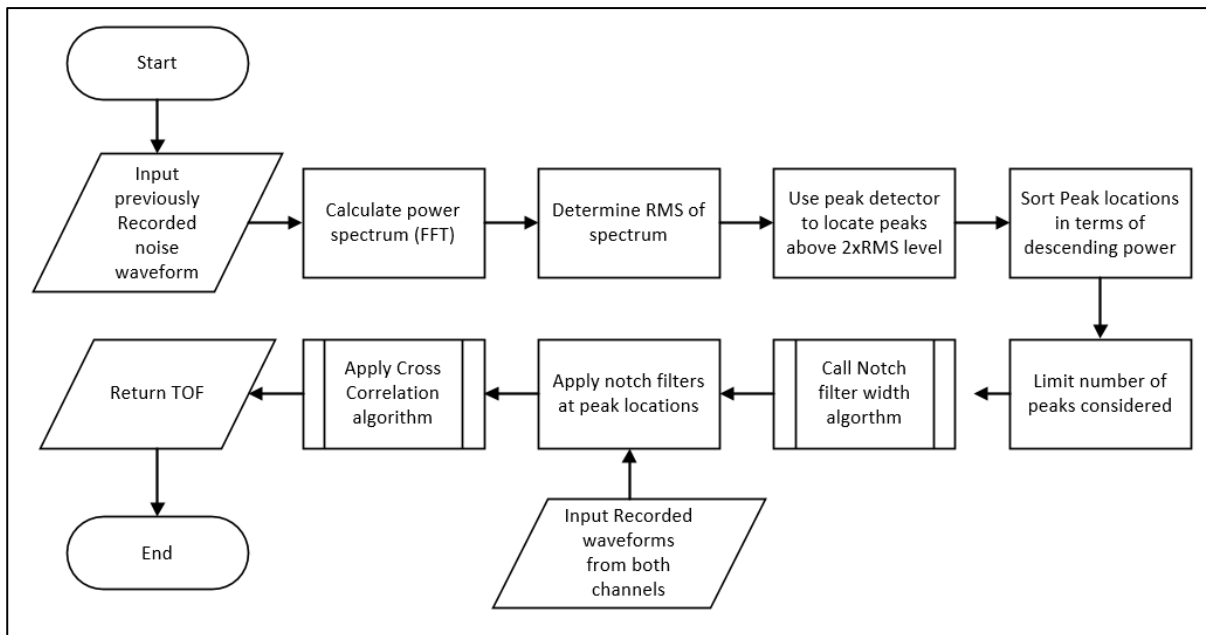 Start
Input
previously
Recorded
noise
waveform
Calculate power
spectrum (FFT)
Determine RMS of
spectrum
Use peak detector
to locate peaks
above 2xRMS level
Sort Peak locations
in terms of
descending power
Limit number of
peaks considered
Call Notch
filter width
algorthm
Apply notch filters
at peak locations
Input Recorded
waveforms
from both
channels
Apply Cross
Correlation
algorithm
Return TOF
End